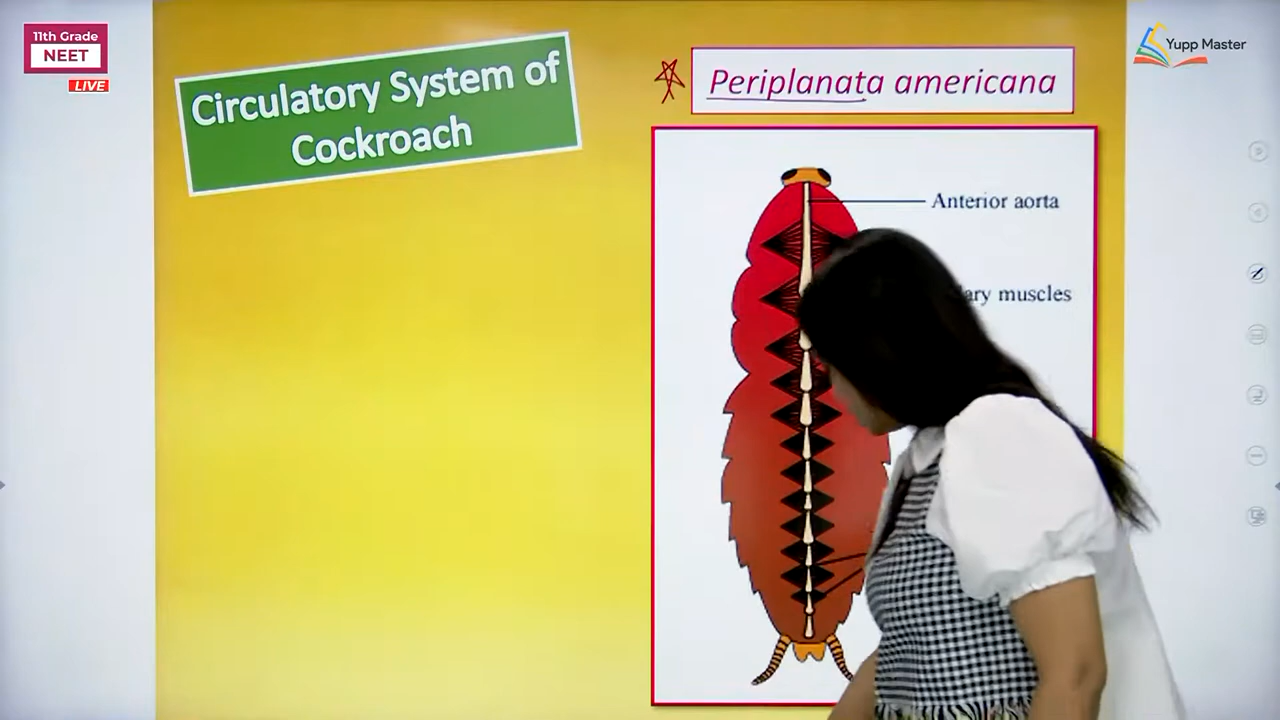 11th Grade
NEET
LIVE
Circulatory System of
Cockroach
Periplanata americana
Yupp Master
Anterior aorta
muscles